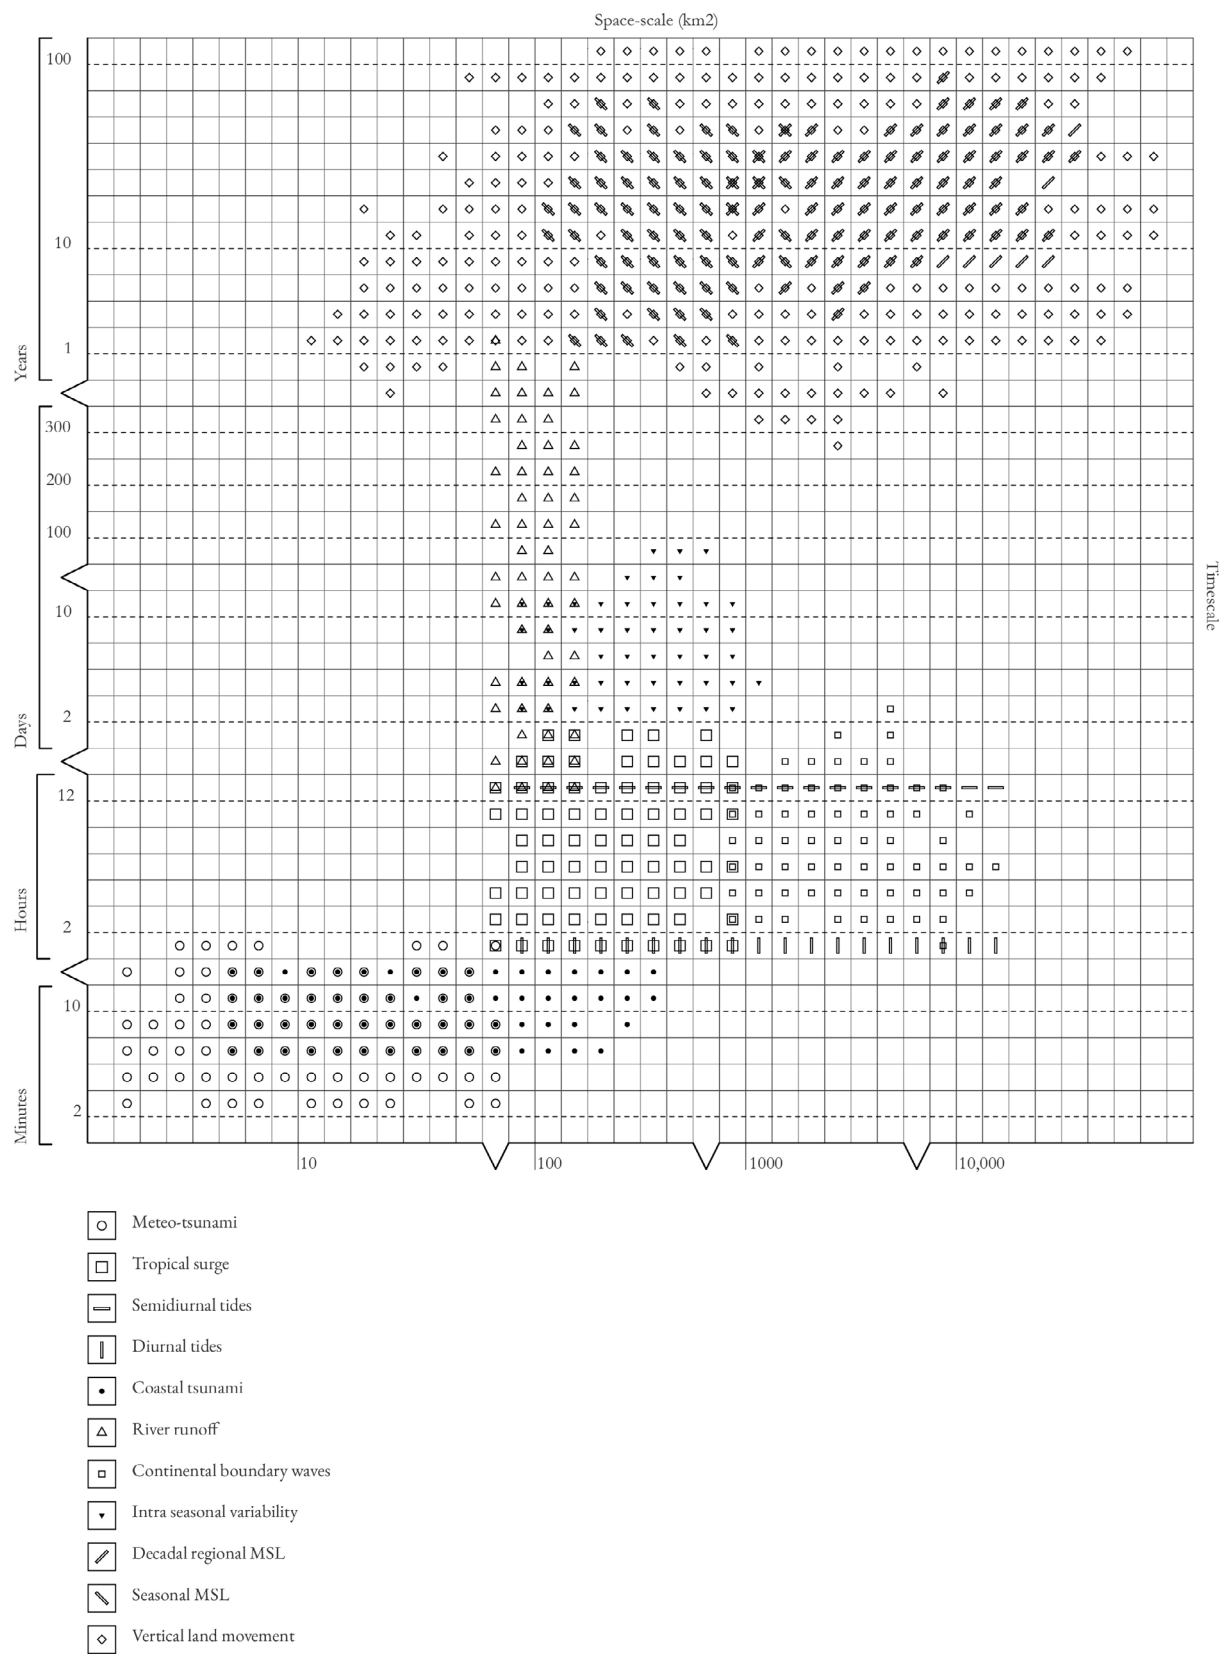 Space-scale (km2)
100
10
1
Years
300
200
100
10
2
Days
Timescale
12
2
Hours
10
2
Minutes
10
100
1000
10,000
Meteo-tsunami
Tropical surge
Semidiurnal tides
Diurnal tides
Coastal tsunami
River runoff
Continental boundary waves
Intra seasonal variability
Decadal regional MSL
Seasonal MSL
Vertical land movement